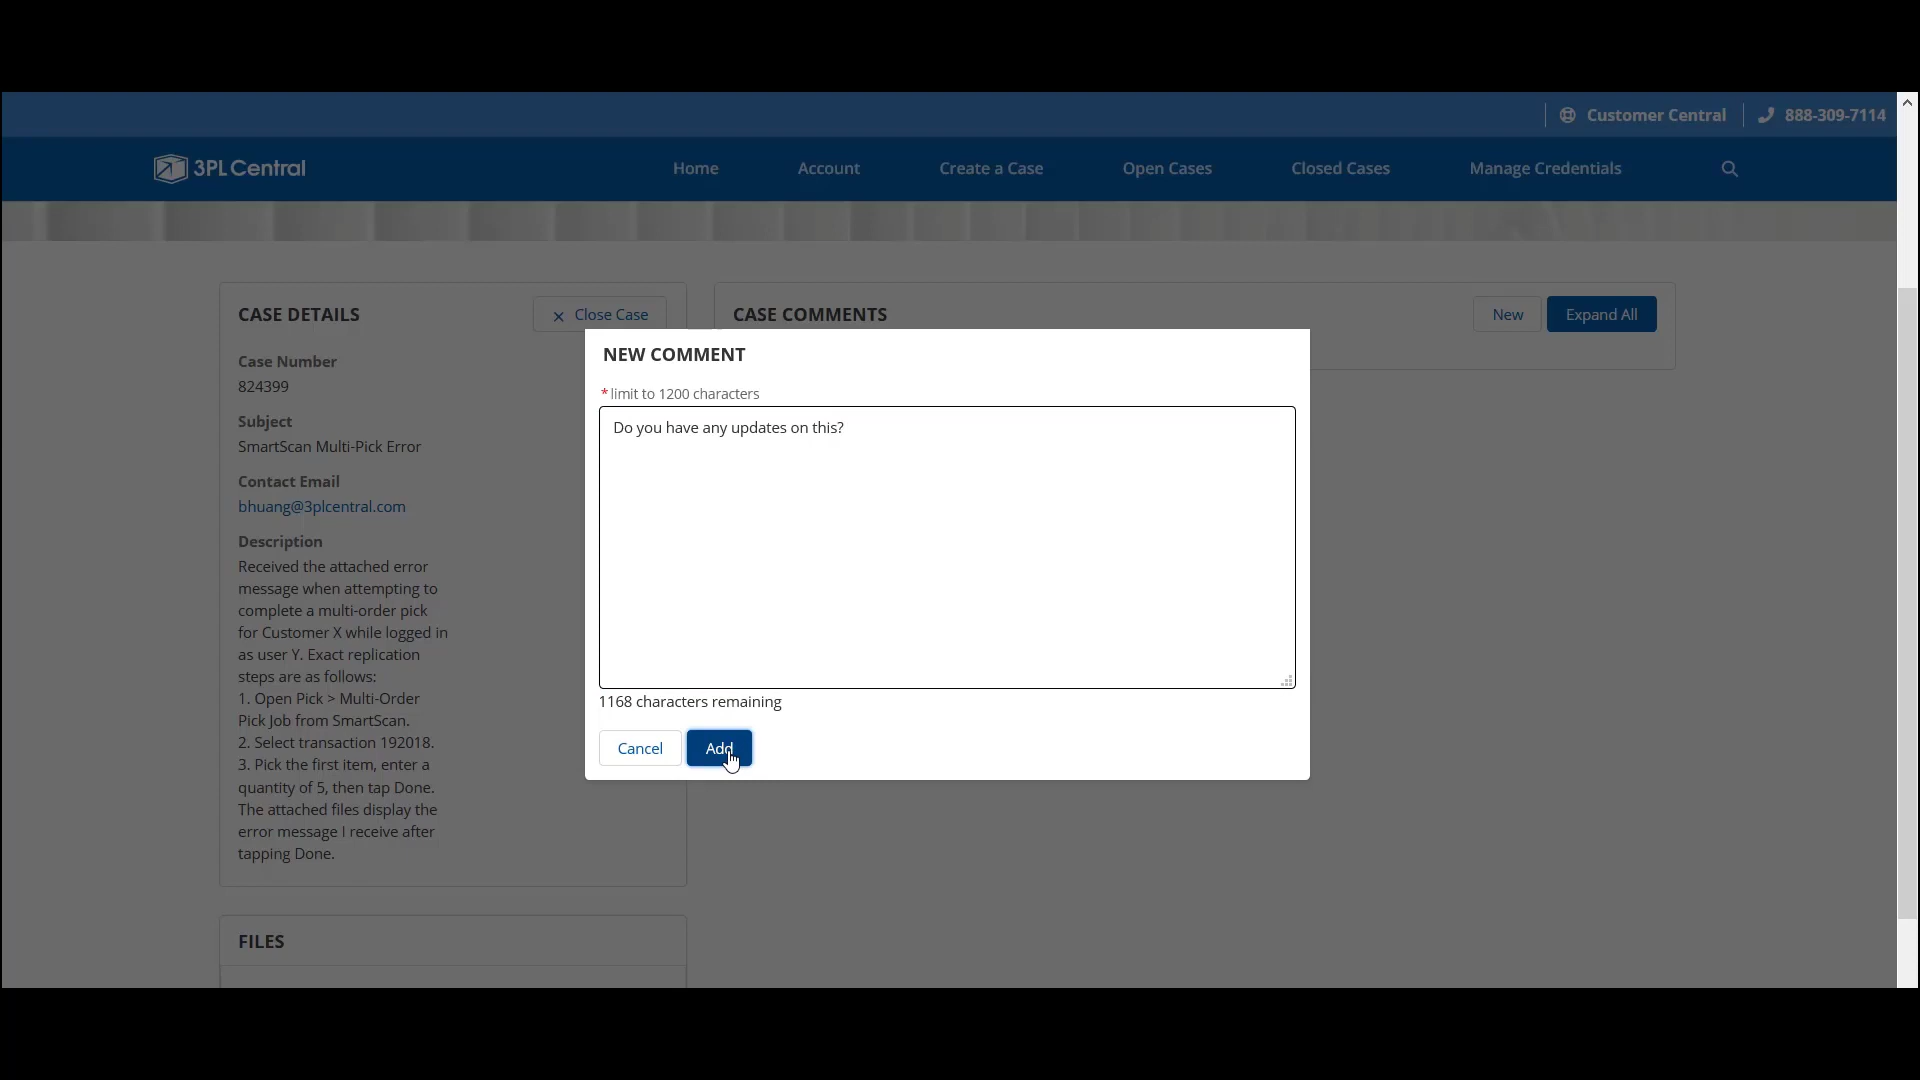 Customer Central
888-309-7114
3PL Central
Home
Account
Create a Case
Open Cases
Closed Cases
Manage Credentials
CASE DETAILS
Close Case
Case Number
824399
Subject
SmartScan Multi-Pick Error
Contact Email
bhuang@3plcentral.com
Description
Received the attached error
message when attempting to
complete a multi-order pick
for Customer X while logged in
as user Y. Exact replication
steps are as follows:
1. Open Pick > Multi-Order
Pick Job from SmartScan.
2. Select transaction 192018.
3. Pick the first item, enter a
quantity of 5, then tap Done.
The attached files display the
error message I receive after
tapping Done.
FILES
CASE COMMENTS
New
Expand All
NEW COMMENT
*limit to 1200 characters
Do you have any updates on this?
1168 characters remaining
Cancel
Add